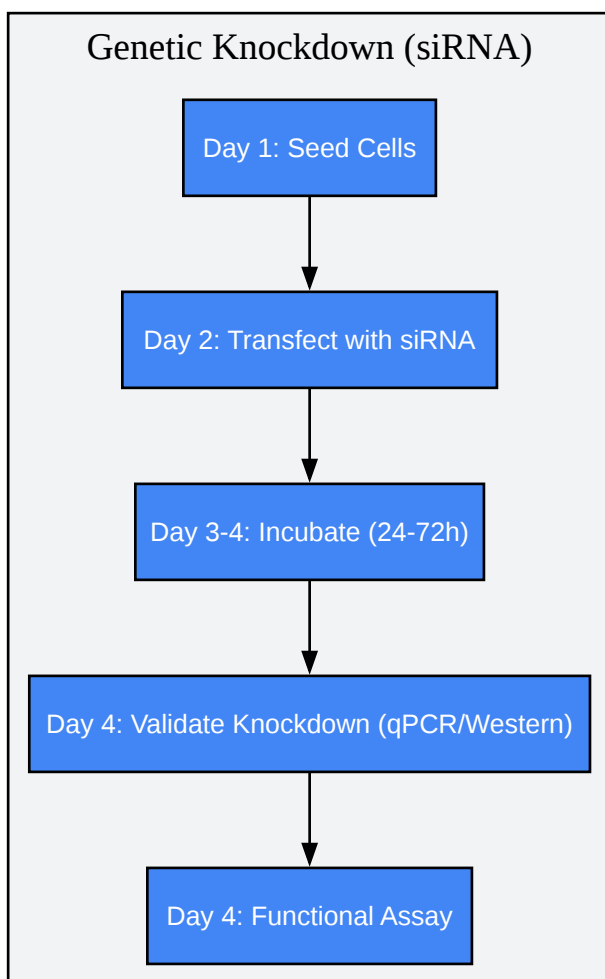 Genetic Knockdown (siRNA)
Day 1: Seed Cells
Day 2: Transfect with siRNA
Day 3-4: Incubate (24-72h)
Day 4: Validate Knockdown (qPCR/Western)
Day 4: Functional Assay